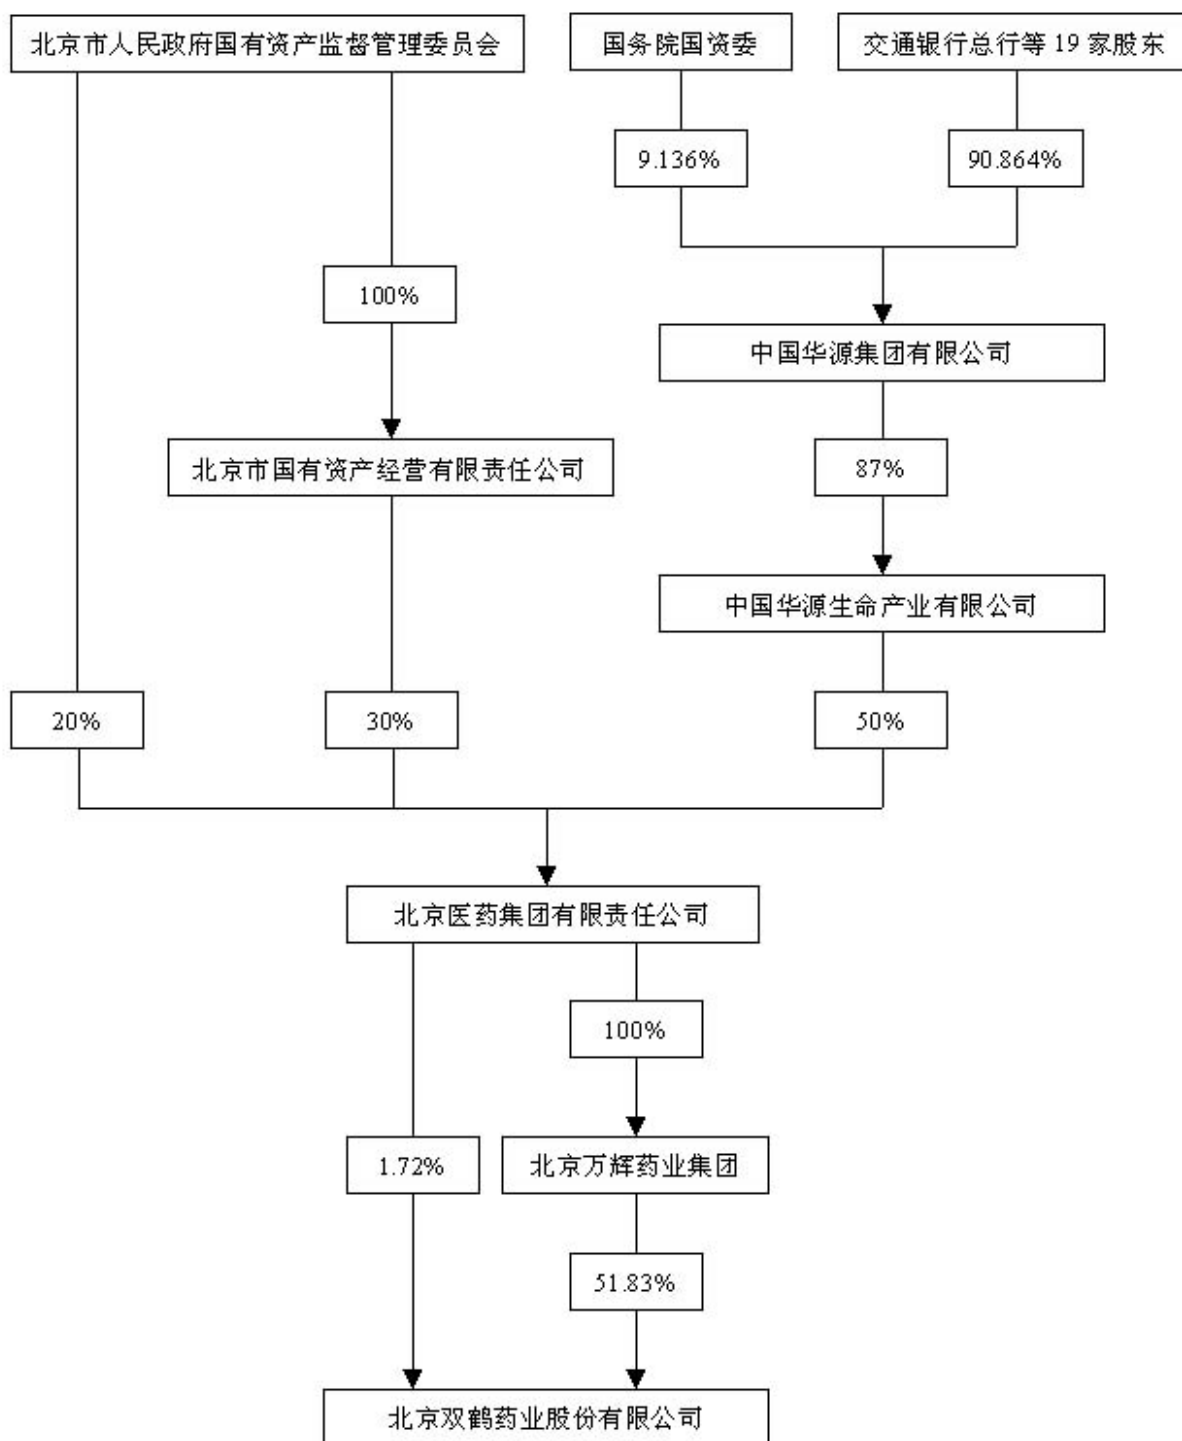 北京市人民政府国有资产监督管理委员会
国务院国资委
交通银行总行等 19 家股东
9.136%
90.864%
100%
中国华源集团有限公司
北京市国有资产经营有限责任公司
87%
中国华源生命产业有限公司
20%
30%
50%
北京医药集团有限责任公司
100%
1.72%
北京万辉药业集团
51.83%
北京双鹤药业股份有限公司